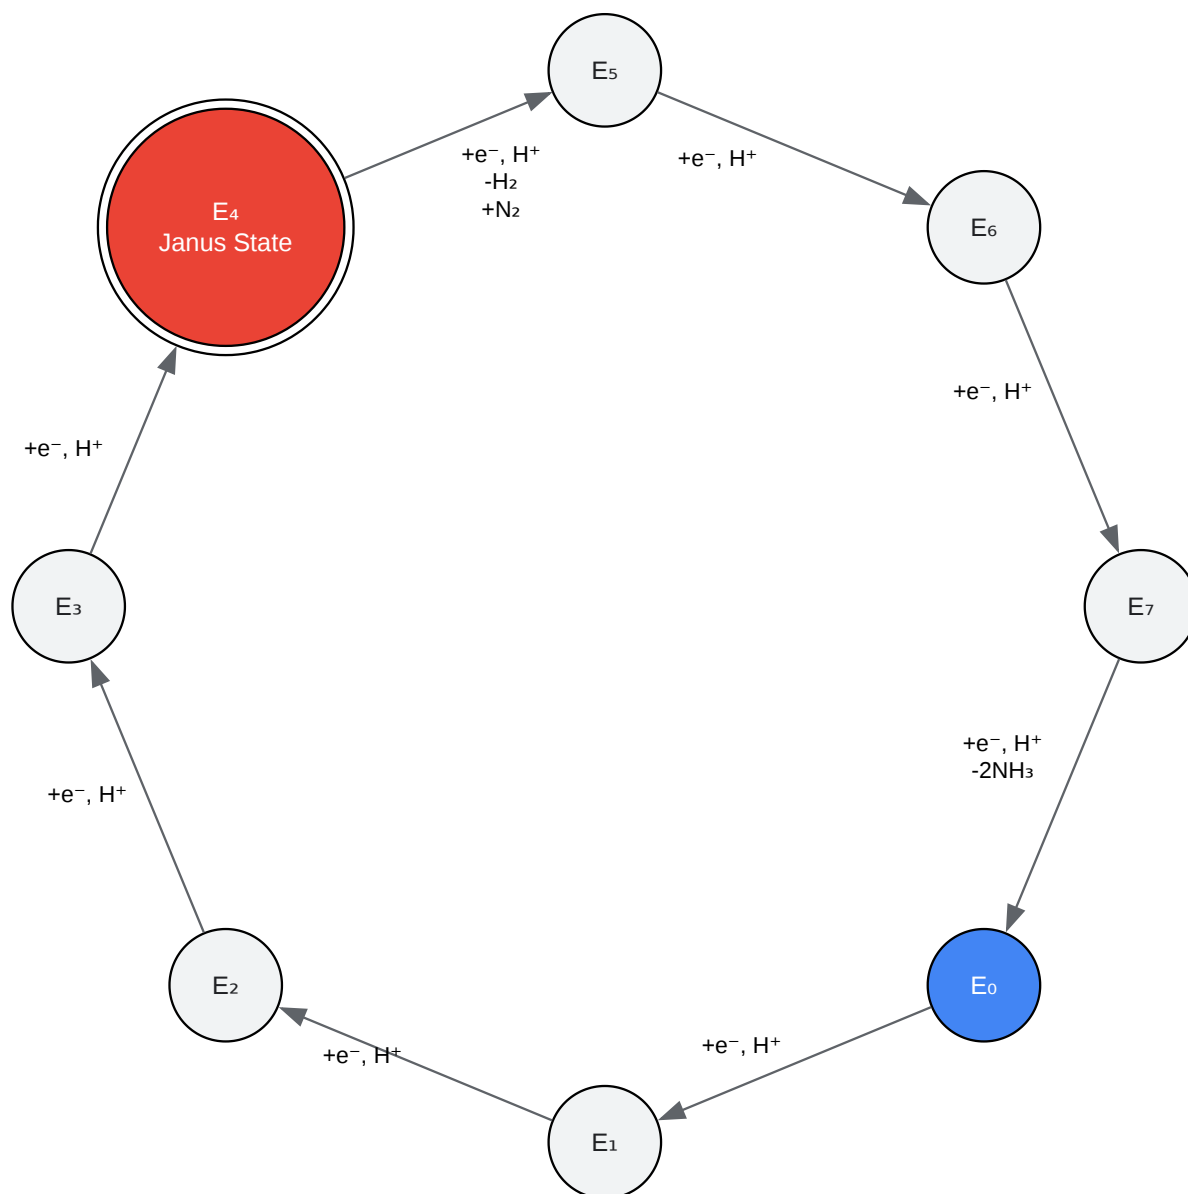 E₅
+e⁻, H⁺
-H₂
+N₂
+e⁻, H⁺
E₄
Janus State
E₆
+e⁻, H⁺
+e⁻, H⁺
E₃
E₇
+e⁻, H⁺
-2NH₃
+e⁻, H⁺
E₂
E₀
+e⁻, H⁺
+e⁻, H⁺
E₁